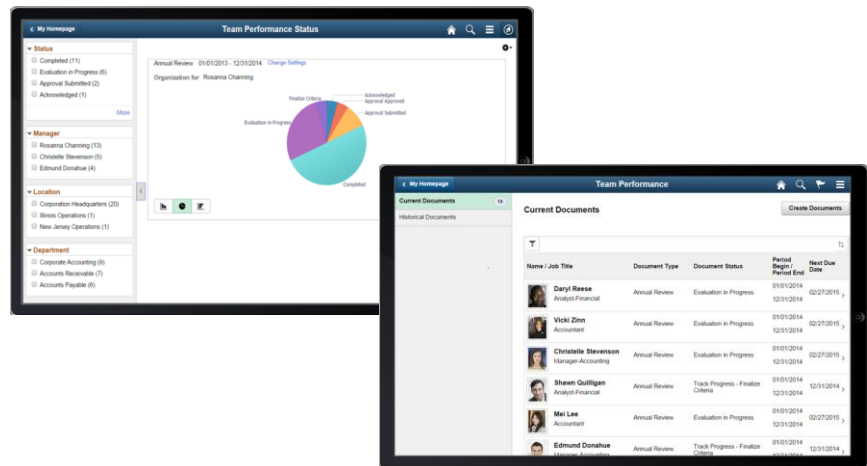 My Homepage
Team Performance Status
Status
Completed (11)
Evaluation in Progress (6)
Approval Submitted (2)
Acknowledged (1)
More
Manager
Rosanna Channing (13)
Christelle Stevenson (5)
Edmund Donahue (4)
Location
Corporation Headquarters (20)
Illinois Operations (1)
New Jersey Operations (1)
Department
Corporate Accounting (9)
Accounts Receivable (7)
Accounts Payable (6)
Annual Review 01/01/2013 - 12/31/2014 Change Settings
Organization for Rosanna Channing
Acknowledged
Finalize Criteria
Approval Approved
Approval Submitted
Evaluation in Progress
Completed
My Homepage
Team Performance
Current Documents
Historical Documents
Current Documents
Create Documents
Name / Job Title
Document Type
Document Status
Period
Begin /
Period End
Next Due
Date
Daryl Reese
Analyst-Financial
Annual Review
Evaluation in Progress
01/01/2014
12/31/2014
02/27/2015
Vicki Zinn
Accountant
Annual Review
Evaluation in Progress
01/01/2014
12/31/2014
02/27/2015
Christelle Stevenson
Manager-Accounting
Annual Review
Evaluation in Progress
01/01/2014
12/31/2014
02/27/2015
Shawn Quilligan
Analyst-Financial
Annual Review
Track Progress - Finalize
Criteria
01/01/2014
12/31/2014
12/31/2014
Mei Lee
Accountant
Annual Review
Evaluation in Progress
01/01/2014
12/31/2014
02/27/2015
Edmund Donahue
Manager-Accounting
Annual Review
Track Progress - Finalize
Criteria
01/01/2014
12/31/2014
12/31/2014